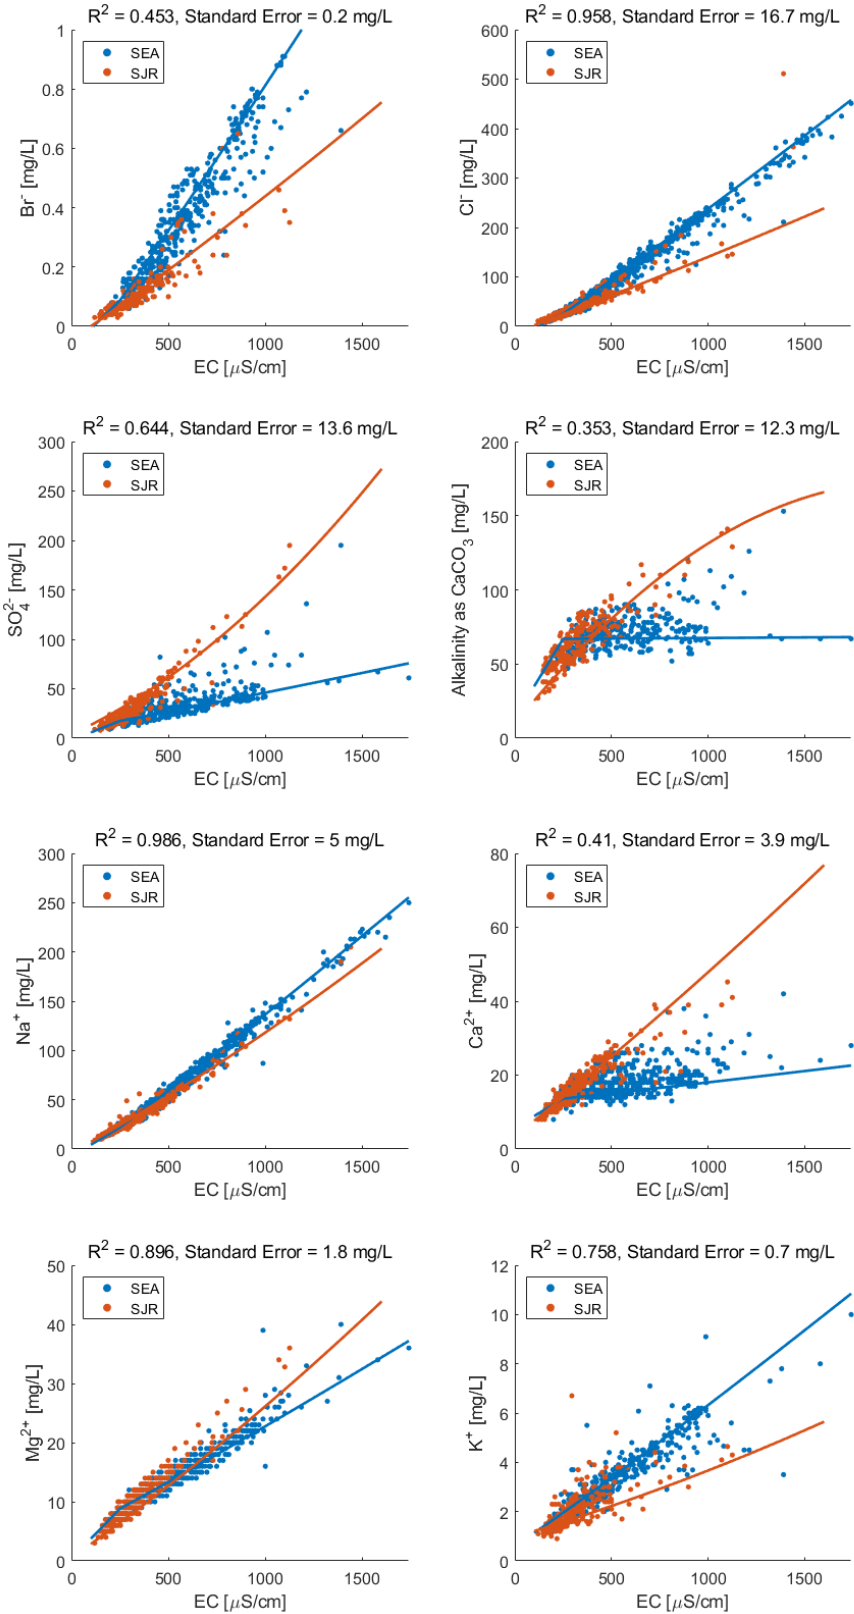 R² = 0.453, Standard Error = 0.2 mg/L
1
0.8
0.6
0.4
0.2
0
Br⁻ [mg/L]
SEA
SJR
0 500 1000 1500
EC [μS/cm]
R² = 0.958, Standard Error = 16.7 mg/L
600
500
400
300
200
100
0
Cl⁻ [mg/L]
SEA
SJR
0 500 1000 1500
EC [μS/cm]
R² = 0.644, Standard Error = 13.6 mg/L
300
250
200
150
100
50
0
SO₄²⁻ [mg/L]
SEA
SJR
0 500 1000 1500
EC [μS/cm]
R² = 0.353, Standard Error = 12.3 mg/L
200
150
100
50
0
Alkalinity as CaCO₃ [mg/L]
SEA
SJR
0 500 1000 1500
EC [μS/cm]
R² = 0.986, Standard Error = 5 mg/L
300
250
200
150
100
50
0
Na⁺ [mg/L]
SEA
SJR
0 500 1000 1500
EC [μS/cm]
R² = 0.41, Standard Error = 3.9 mg/L
80
60
40
20
0
Ca²⁺ [mg/L]
SEA
SJR
0 500 1000 1500
EC [μS/cm]
R² = 0.896, Standard Error = 1.8 mg/L
50
40
30
20
10
0
Mg²⁺ [mg/L]
SEA
SJR
0 500 1000 1500
EC [μS/cm]
R² = 0.758, Standard Error = 0.7 mg/L
12
10
8
6
4
2
0
K⁺ [mg/L]
SEA
SJR
0 500 1000 1500
EC [μS/cm]